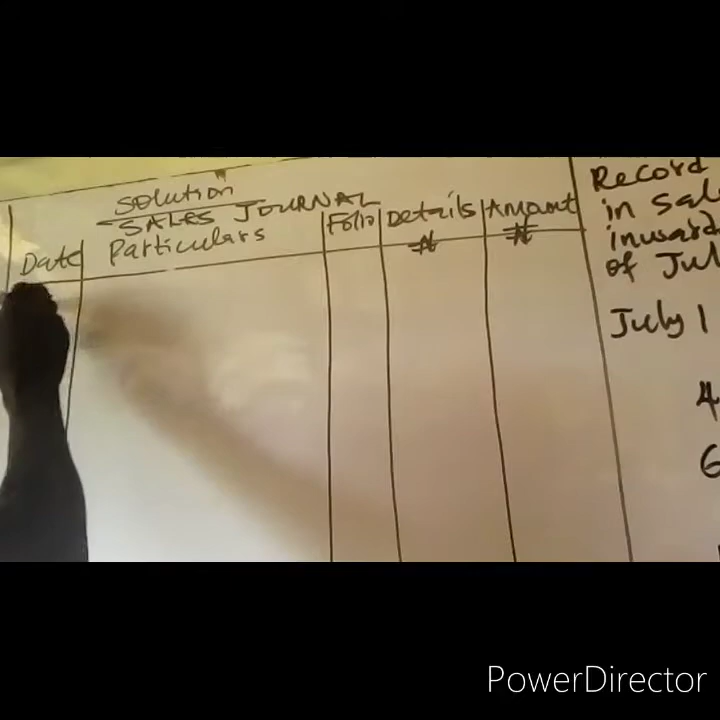 Solution
SALES JOURNAL
Date Particulars Folio Details Amount
₦ ₦
Record
in Sal
inward
of Jul
July 1
4
6
PowerDirector